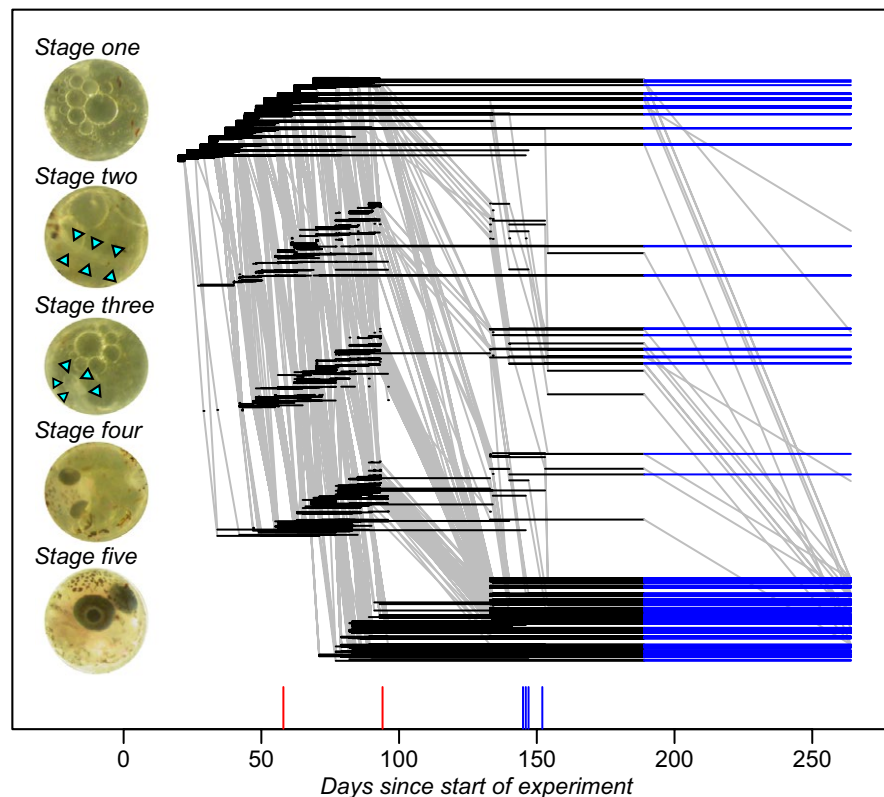 Stage one
Stage two
Stage three
Stage four
Stage five
0 50 100 150 200 250
Days since start of experiment